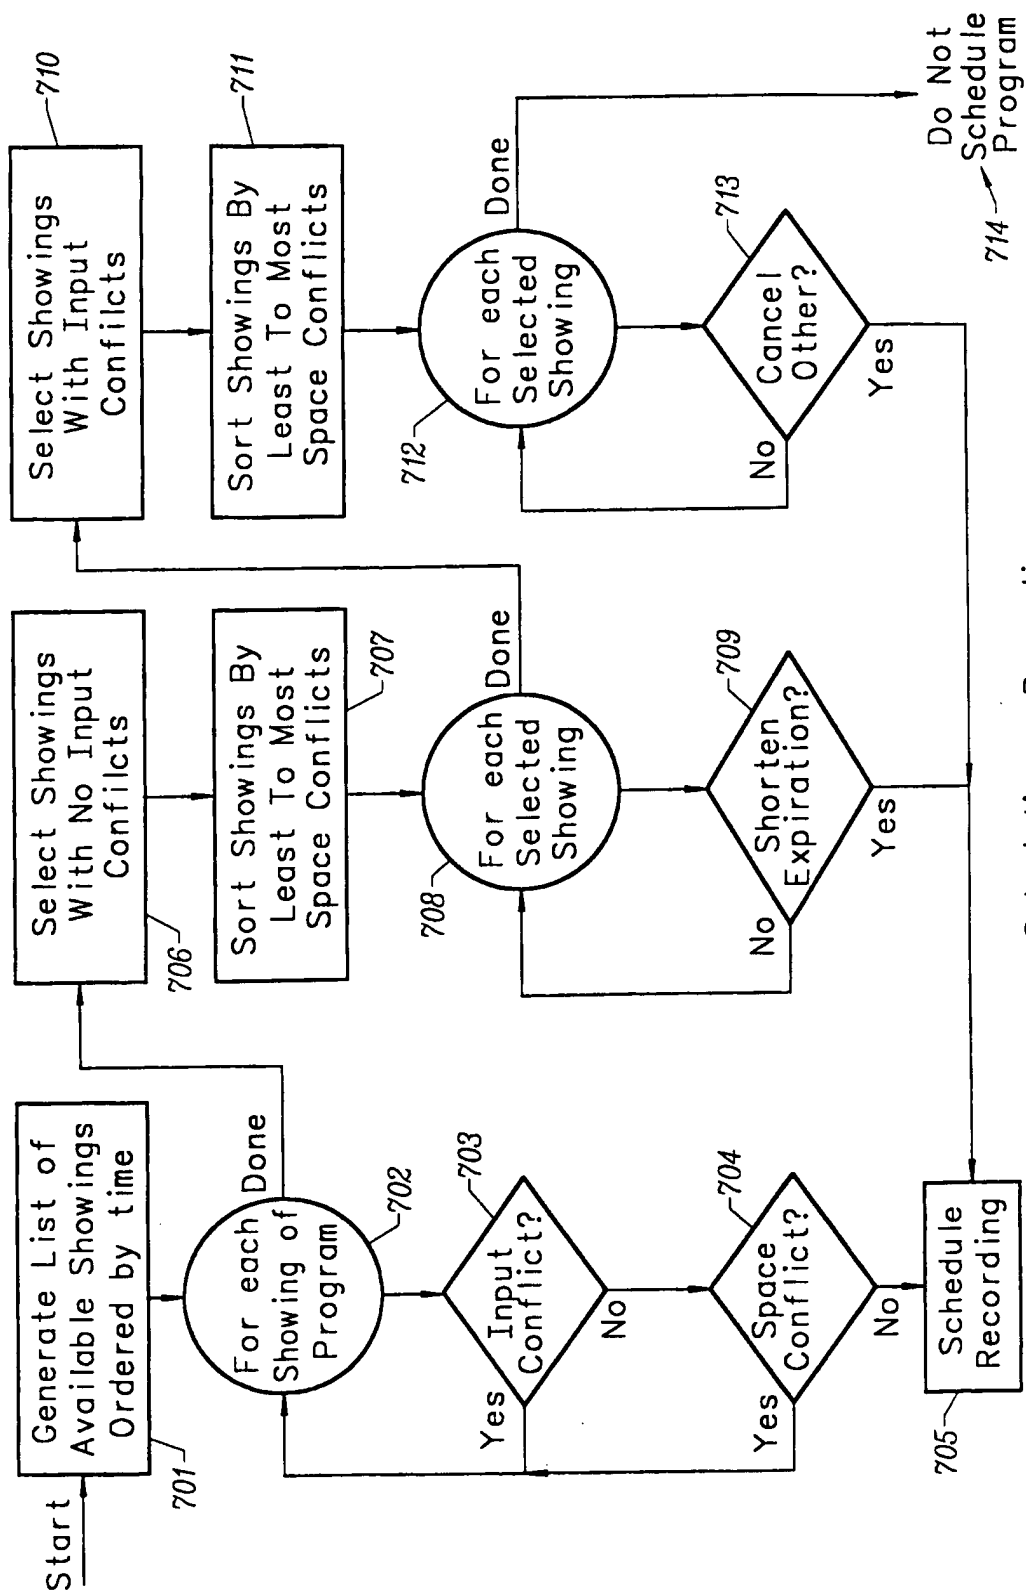 Start
Generate List of
Available Showings
Ordered by time
701
For each
Showing of
Program
702
Done
Input
Conflict?
703
Yes
No
Space
Conflict?
704
Yes
No
Schedule
Recording
705
Select Showings
With No Input
Confilcts
706
Sort Showings By
Least To Most
Space Conflicts
707
For each
Selected
Showing
708
Done
Shorten
Expiration?
709
No
Yes
Select Showings
With Input
Confilcts
710
Sort Showings By
Least To Most
Space Conflicts
711
For each
Selected
Showing
712
Done
Cancel
Other?
713
No
Yes
Do Not
Schedule
Program
714